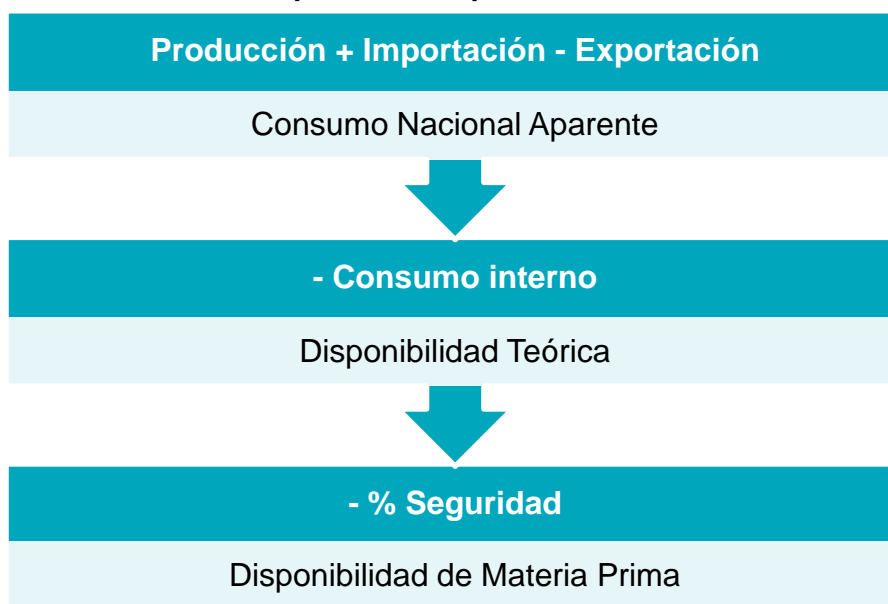 Producción + Importación - Exportación
Consumo Nacional Aparente
- Consumo interno
Disponibilidad Teórica
- % Seguridad
Disponibilidad de Materia Prima